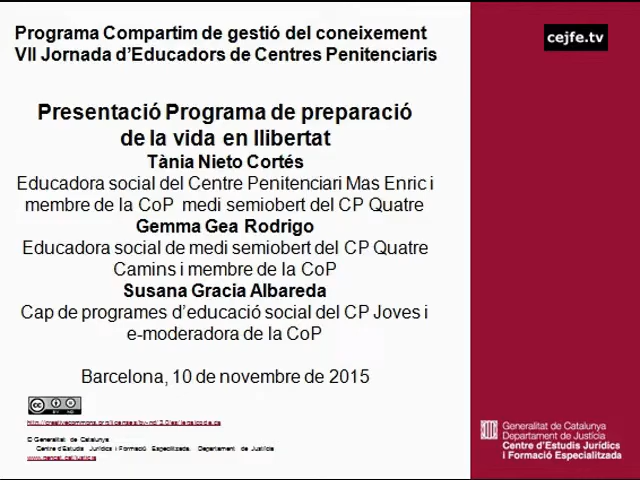 Programa Compartim de gestió del coneixement
VII Jornada d'Educadors de Centres Penitenciaris
cejfe.tv
Presentació Programa de preparació
de la vida en llibertat
Tània Nieto Cortés
Educadora social del Centre Penitenciari Mas Enric i
membre de la CoP medi semiobert del CP Quatre
Gemma Gea Rodrigo
Educadora social de medi semiobert del CP Quatre
Camins i membre de la CoP
Susana Gracia Albareda
Cap de programes d'educació social del CP Joves i
e-moderadora de la CoP
Barcelona, 10 de novembre de 2015
© Generalitat de Catalunya
Centre d'Estudis Jurídics i Formació Especialitzada. Departament de Justícia
Generalitat de Catalunya
Departament de Justícia
Centre d'Estudis Jurídics
i Formació Especialitzada